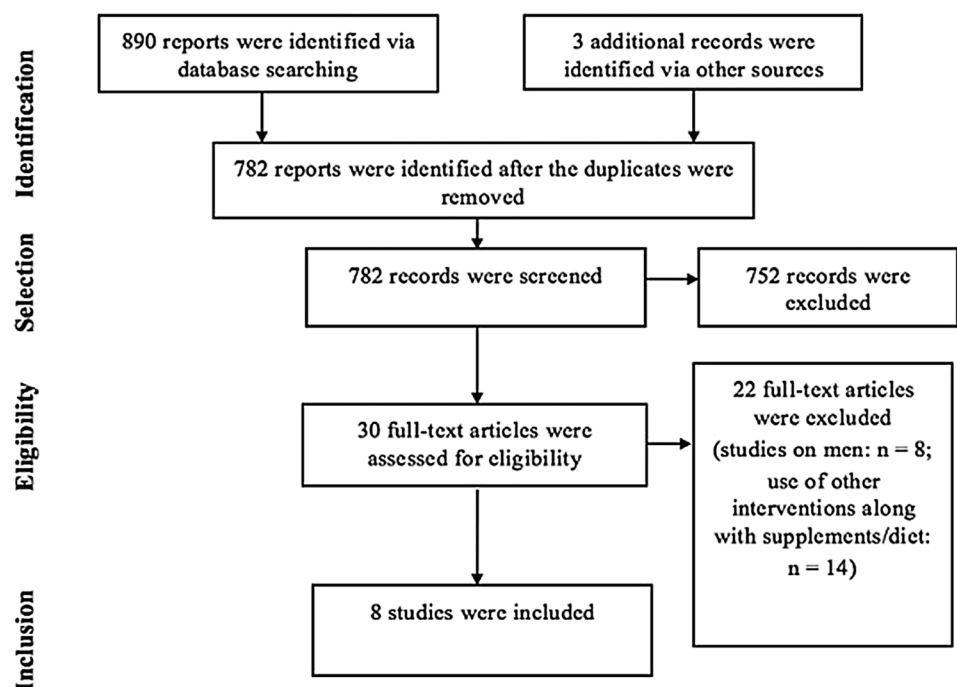 890 reports were identified via
database searching
3 additional records were
identified via other sources
Identification
782 reports were identified after the duplicates were
removed
Selection
782 records were screened
752 records were
excluded
Eligibility
30 full-text articles were
assessed for eligibility
22 full-text articles
were excluded
(studies on men: n = 8;
use of other
interventions along
with supplements/diet:
n = 14)
Inclusion
8 studies were included